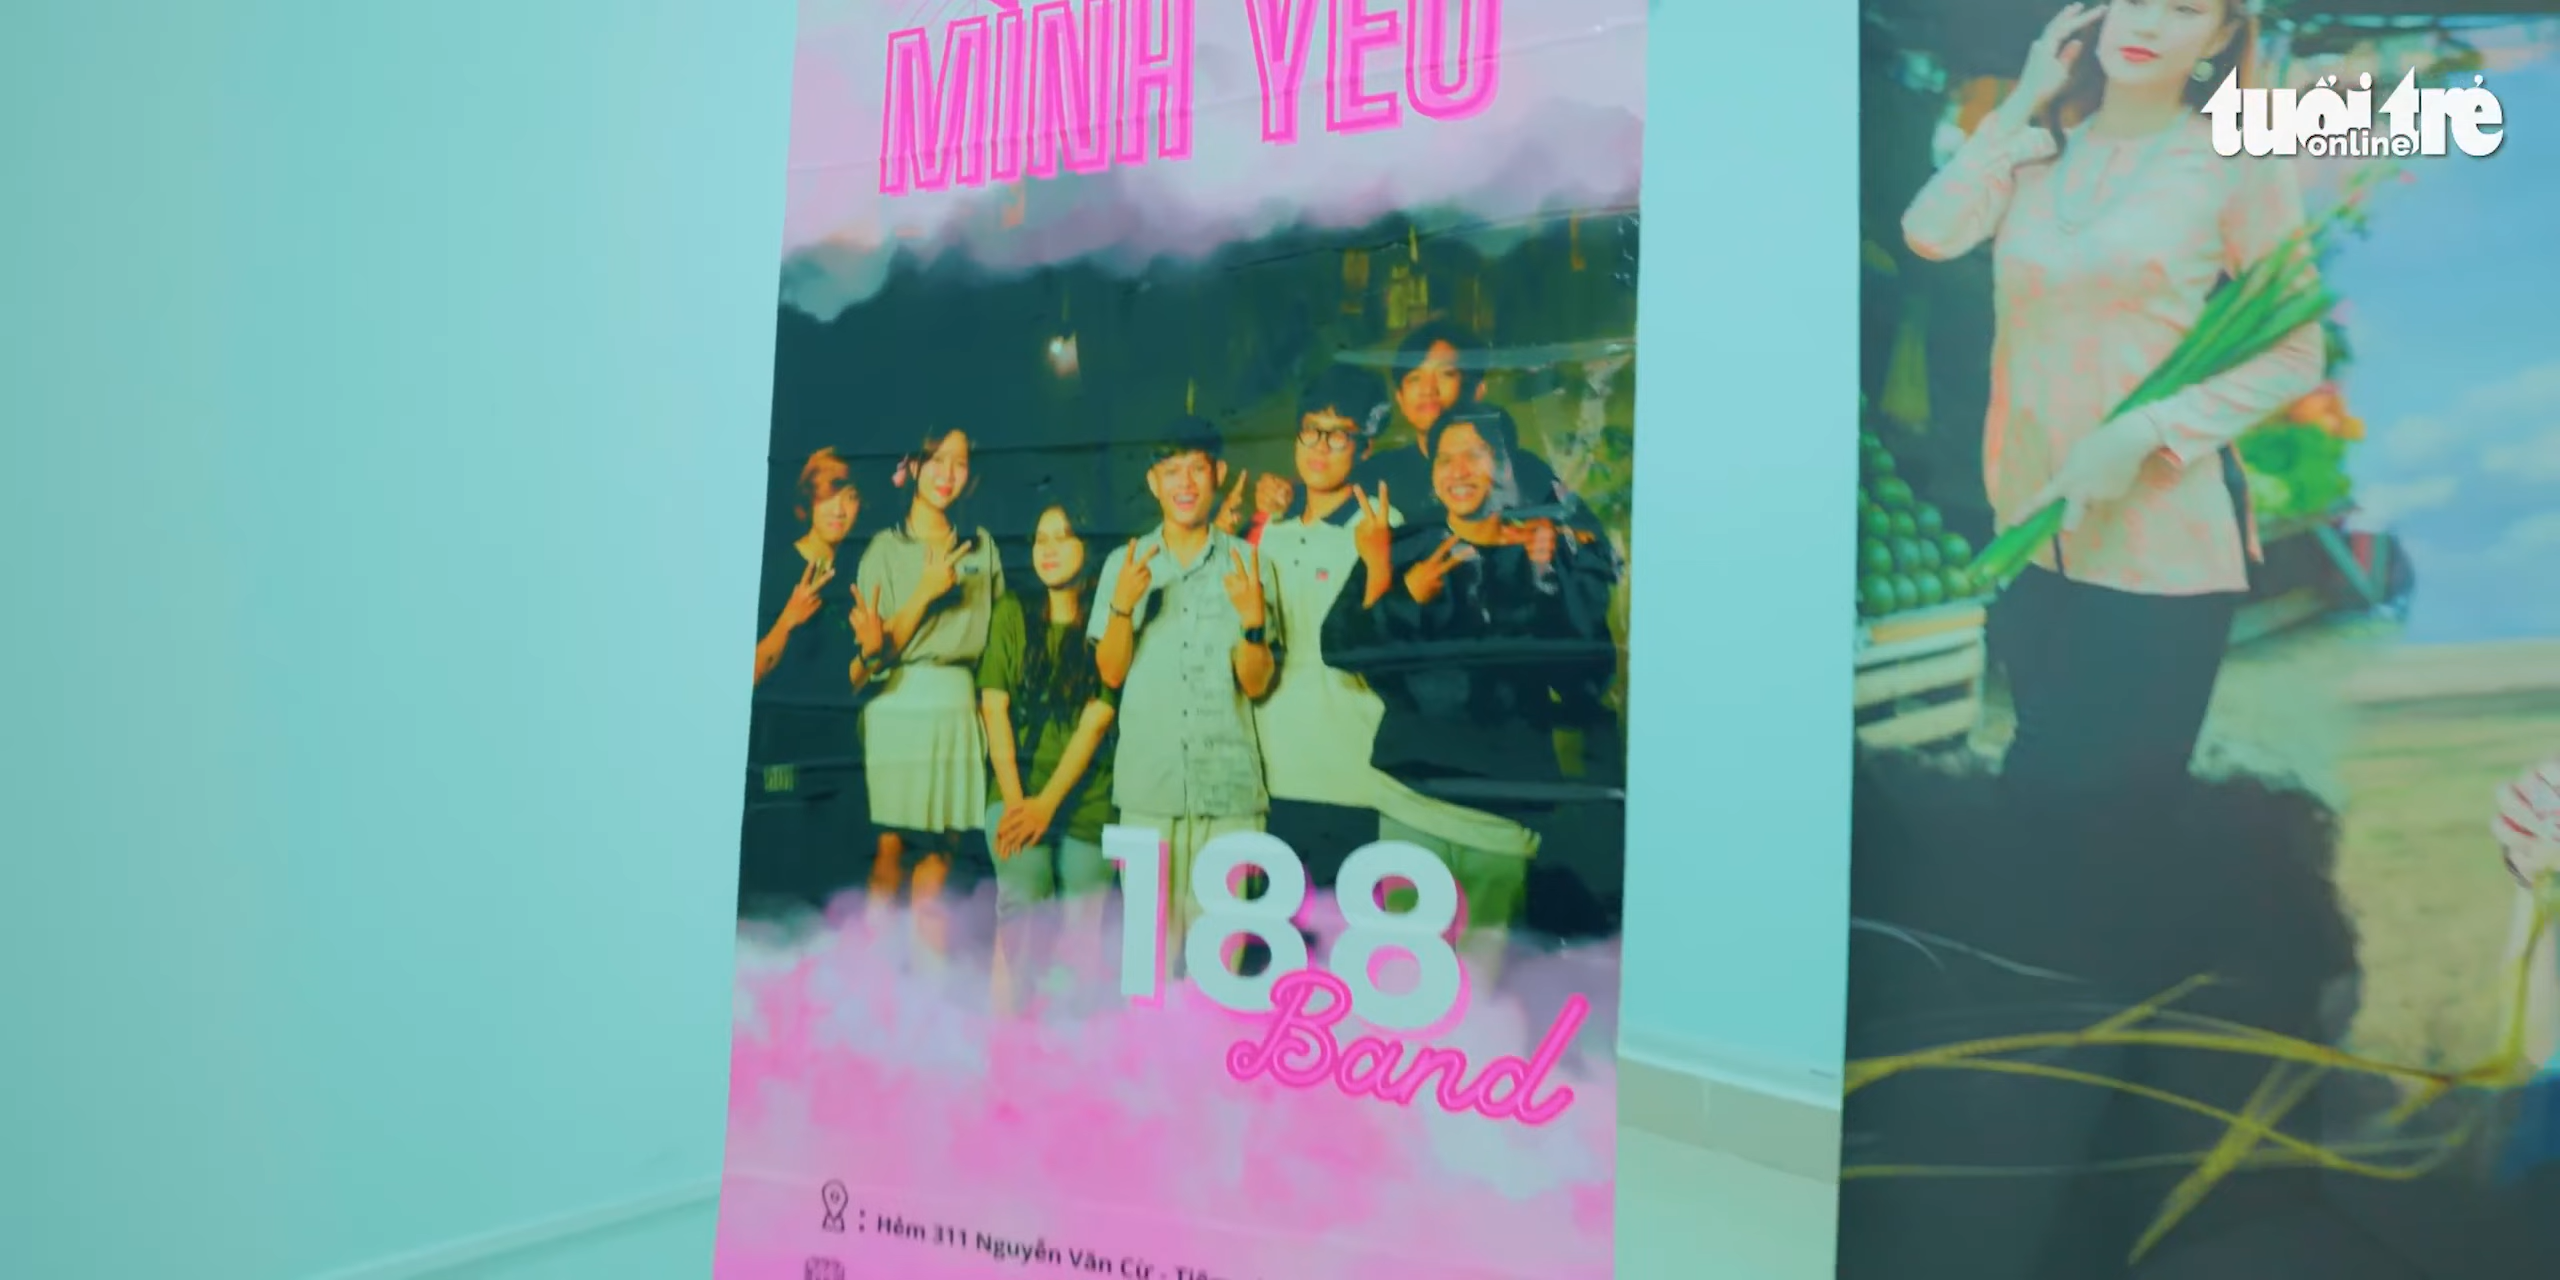 MÌNH YÊU
tuổi trẻ
online
188
Band
: Hẻm 311 Nguyễn Văn Cừ -